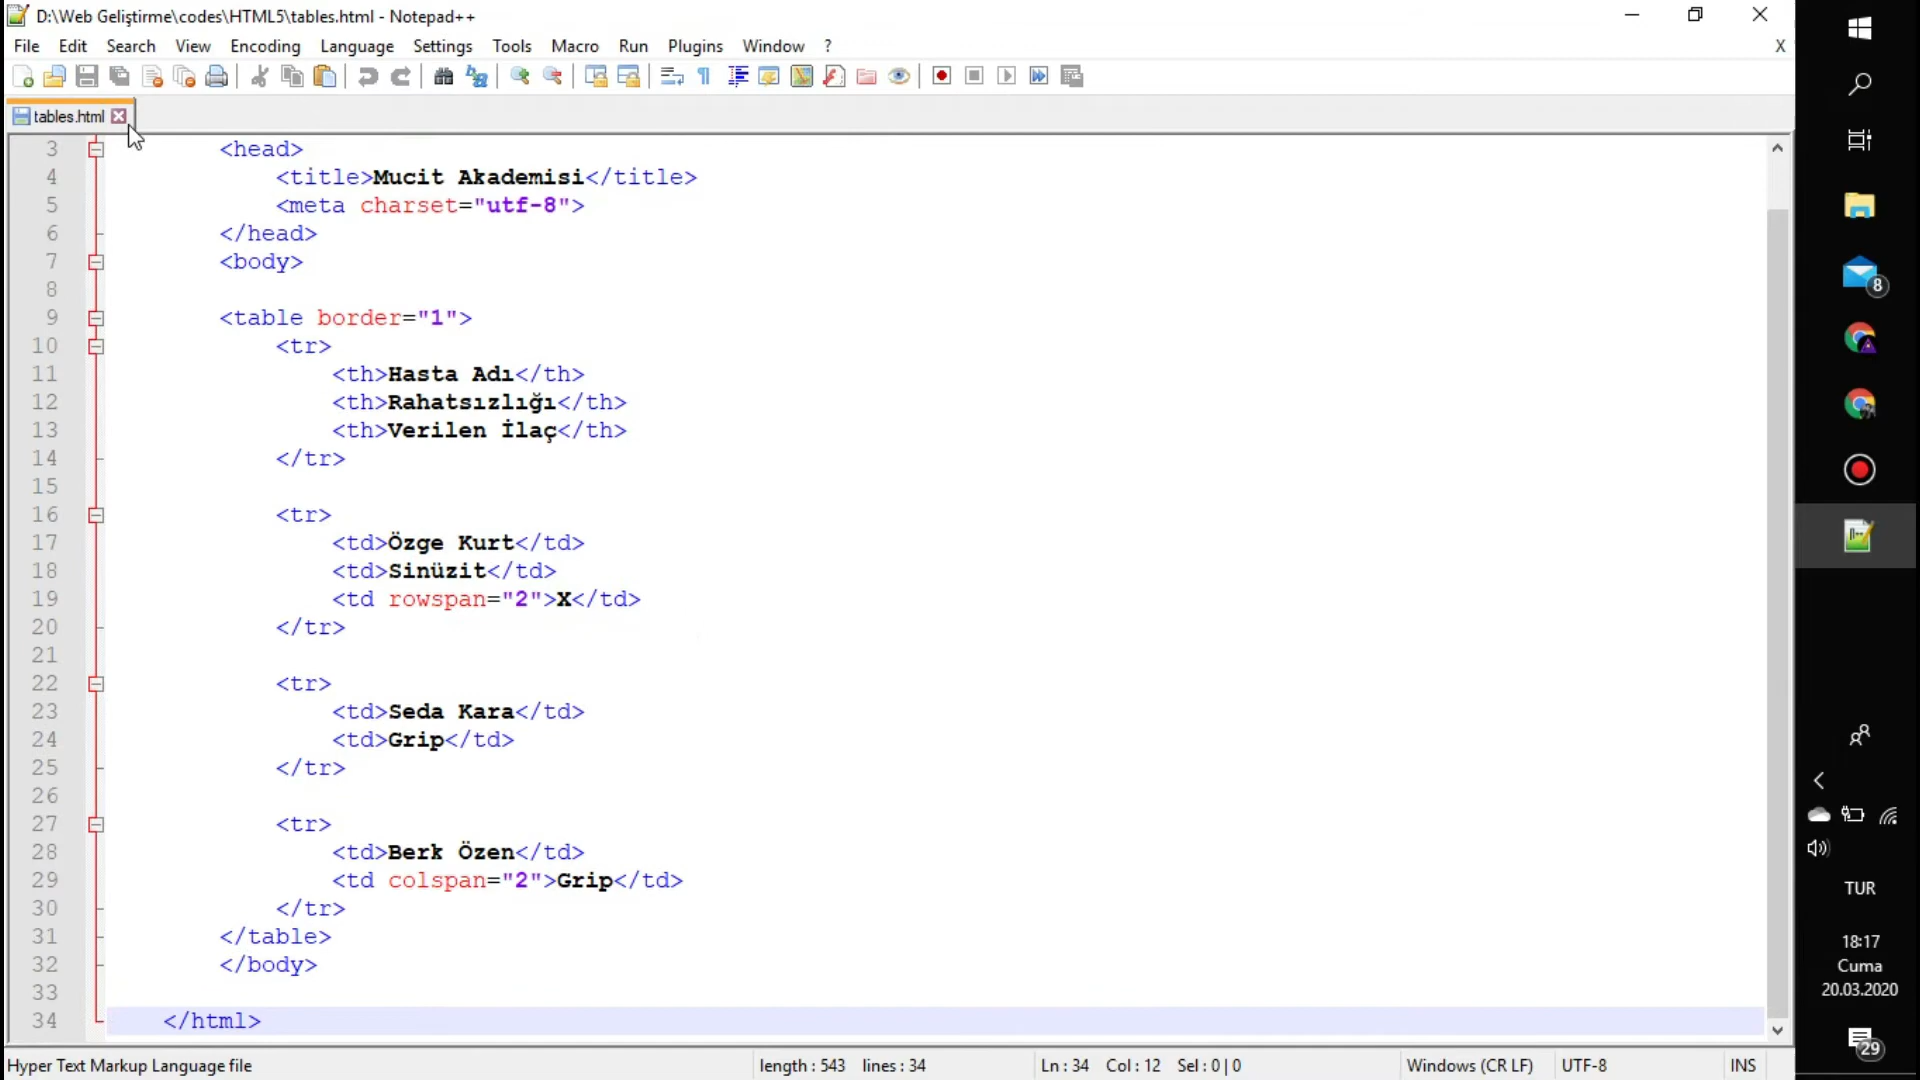 D:\Web Geliştirme\codes\HTML5\tables.html - Notepad++
File Edit Search View Encoding Language Settings Tools Macro Run Plugins Window ? X
tables.html
3 <head>
4 <title>Mucit Akademisi</title>
5 <meta charset="utf-8">
6 </head>
7 <body>
8
9 <table border="1">
10 <tr>
11 <th>Hasta Adı</th>
12 <th>Rahatsızlığı</th>
13 <th>Verilen İlaç</th>
14 </tr>
15
16 <tr>
17 <td>Özge Kurt</td>
18 <td>Sinüzit</td>
19 <td rowspan="2">X</td>
20 </tr>
21
22 <tr>
23 <td>Seda Kara</td>
24 <td>Grip</td>
25 </tr>
26
27 <tr>
28 <td>Berk Özen</td>
29 <td colspan="2">Grip</td>
30 </tr>
31 </table>
32 </body>
33
34 </html>
Hyper Text Markup Language file length : 543 lines : 34 Ln : 34 Col : 12 Sel : 0 | 0 Windows (CR LF) UTF-8 INS
8
TUR
18:17
Cuma
20.03.2020
29